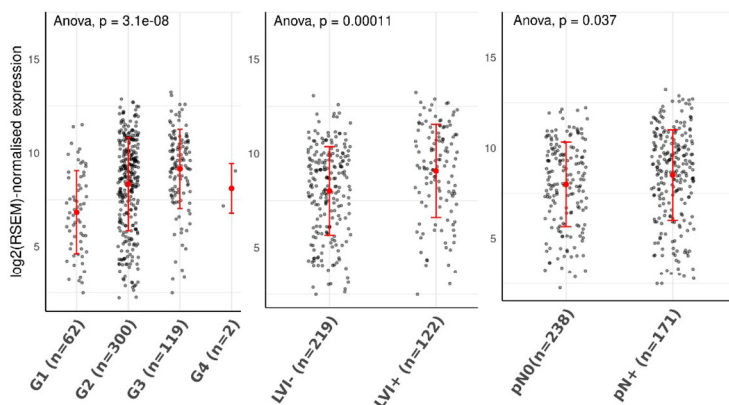 log2(RSEM)-normalised expression
Anova, p = 3.1e-08
15
10
5
G1 (n=62)
G2 (n=300)
G3 (n=119)
G4 (n=2)
Anova, p = 0.00011
15
10
5
LVI- (n=219)
LVI+ (n=122)
Anova, p = 0.037
15
10
5
pN0(n=238)
pN+ (n=171)